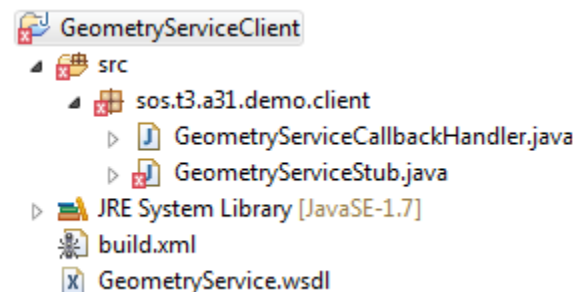 GeometryServiceClient
src
sos.t3.a31.demo.client
GeometryServiceCallbackHandler.java
GeometryServiceStub.java
JRE System Library [JavaSE-1.7]
build.xml
GeometryService.wsdl